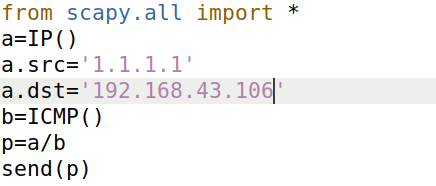 from scapy.all import *
a=IP()
a.src='1.1.1.1'
a.dst='192.168.43.106'
b=ICMP()
p=a/b
send(p)